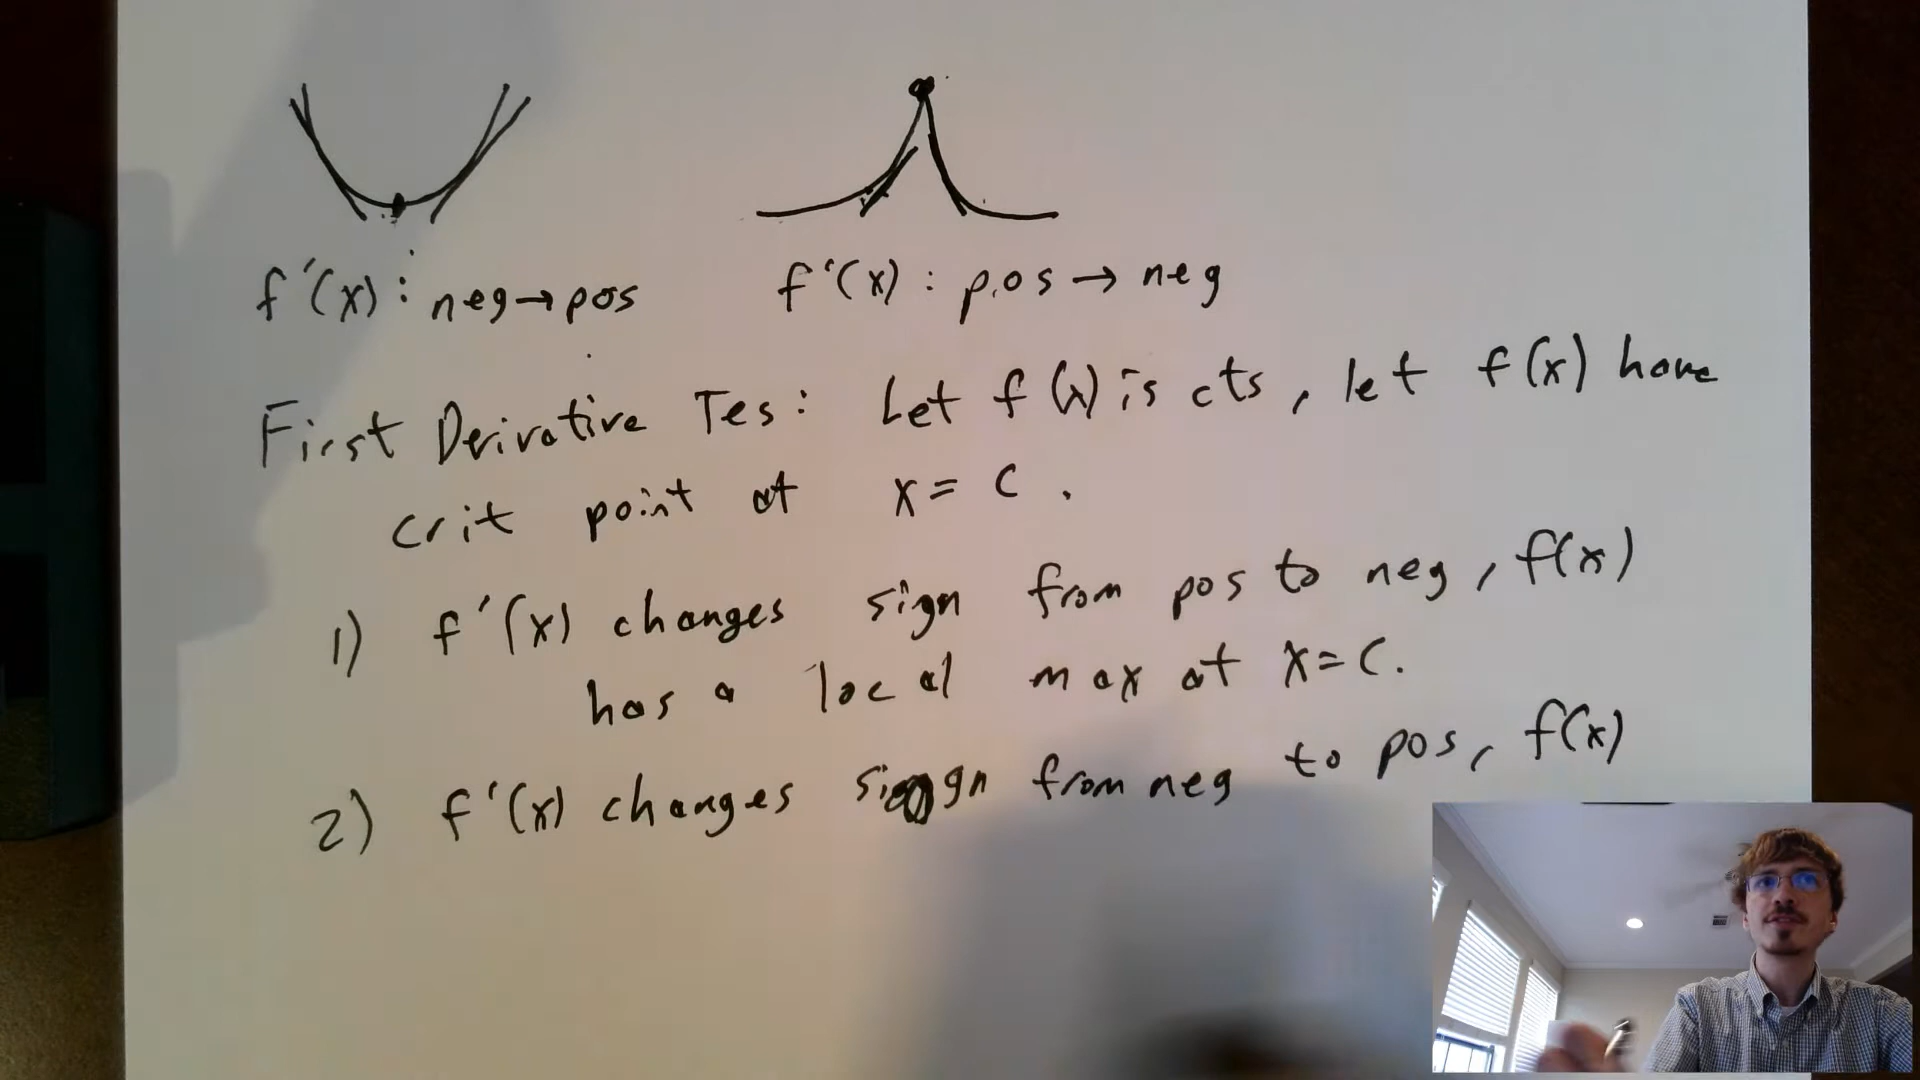 f'(x): neg→pos
f'(x): pos→neg
First Derivative Tes: Let f(x) is cts, let f(x) have
crit point at x = c.
1) f'(x) changes sign from pos to neg, f(x)
has a local max at x=c.
2) f'(x) changes sign from neg to pos, f(x)